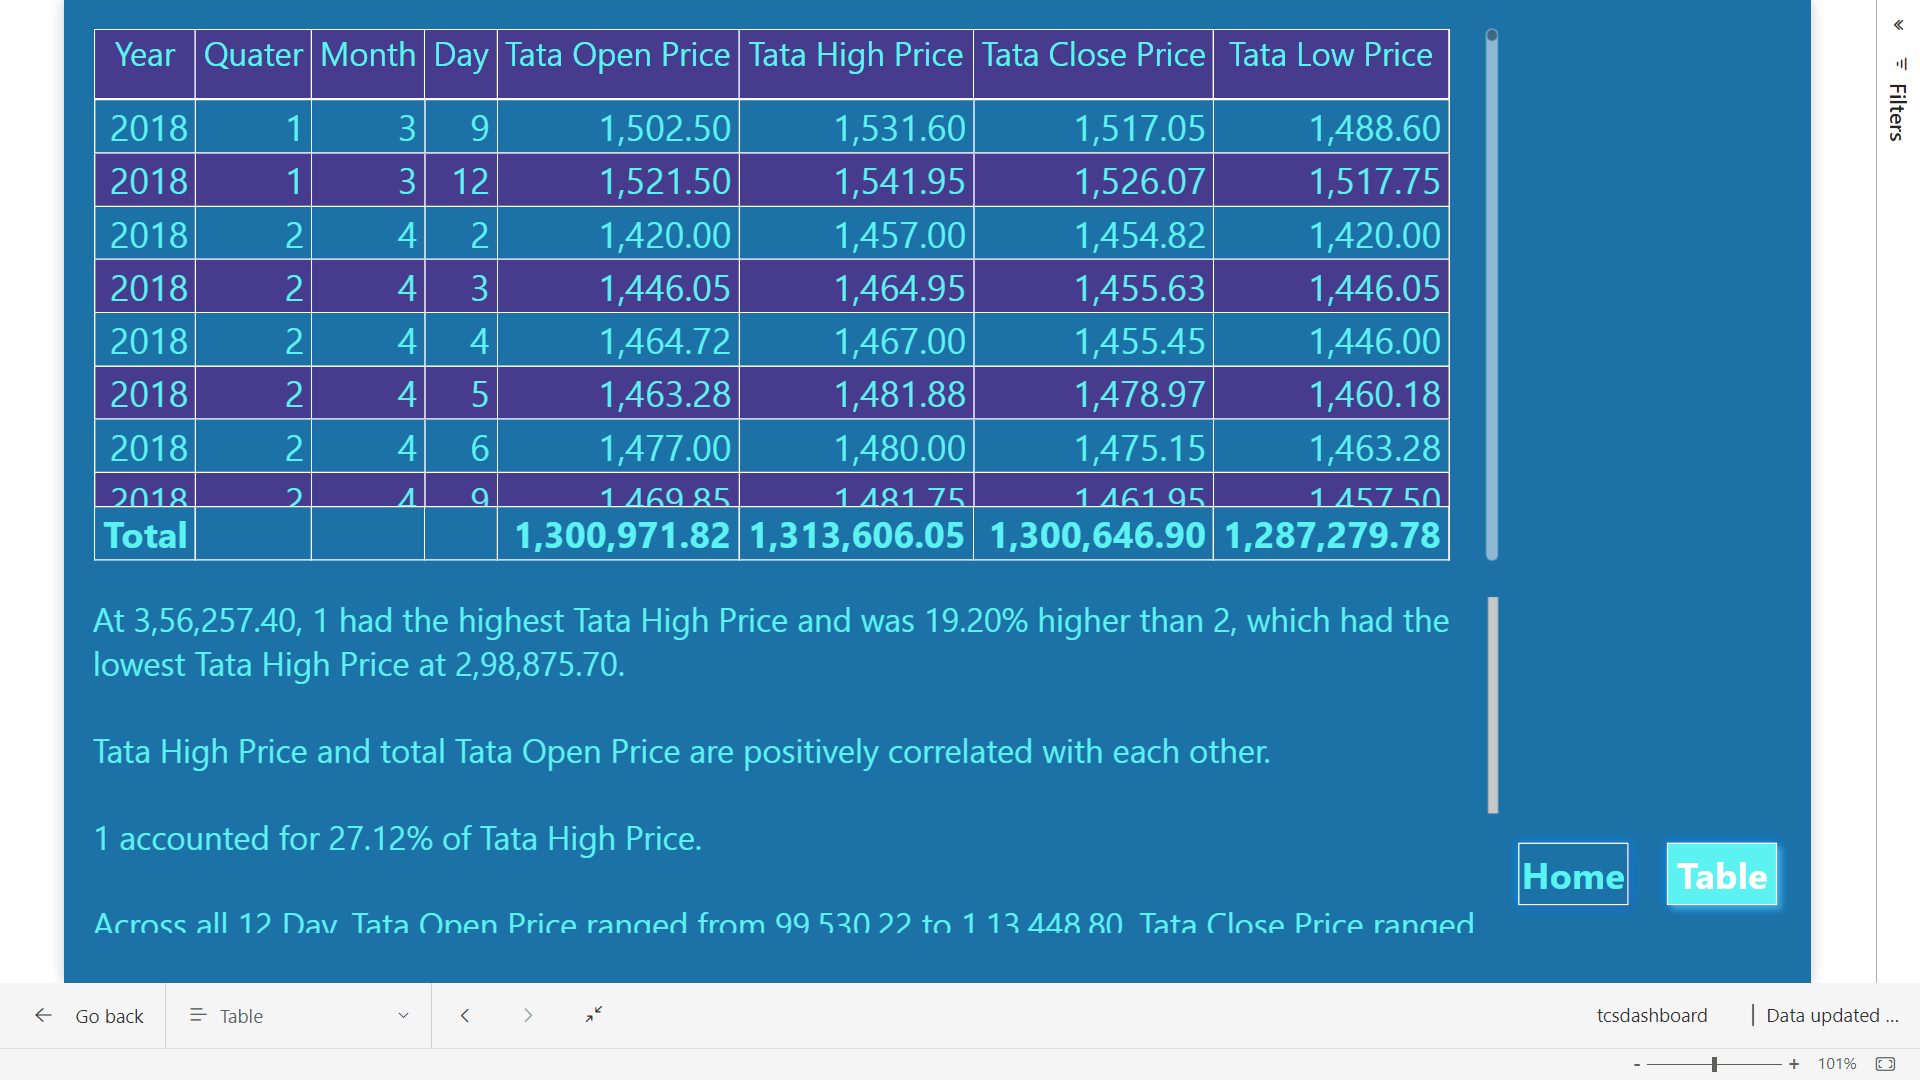 Year Quater Month Day Tata Open Price Tata High Price Tata Close Price Tata Low Price
2018 1 3 9 1,502.50 1,531.60 1,517.05 1,488.60
2018 1 3 12 1,521.50 1,541.95 1,526.07 1,517.75
2018 2 4 2 1,420.00 1,457.00 1,454.82 1,420.00
2018 2 4 3 1,446.05 1,464.95 1,455.63 1,446.05
2018 2 4 4 1,464.72 1,467.00 1,455.45 1,446.00
2018 2 4 5 1,463.28 1,481.88 1,478.97 1,460.18
2018 2 4 6 1,477.00 1,480.00 1,475.15 1,463.28
2018 2 4 9 1,469.85 1,481.75 1,461.95 1,457.50
Total 1,300,971.82 1,313,606.05 1,300,646.90 1,287,279.78
At 3,56,257.40, 1 had the highest Tata High Price and was 19.20% higher than 2, which had the
lowest Tata High Price at 2,98,875.70.
Tata High Price and total Tata Open Price are positively correlated with each other.
1 accounted for 27.12% of Tata High Price.
Across all 12 Day, Tata Open Price ranged from 99,530.22 to 1,13,448.80, Tata Close Price ranged
Home Table
Filters
Go back Table tcsdashboard | Data updated ...
- + 101%